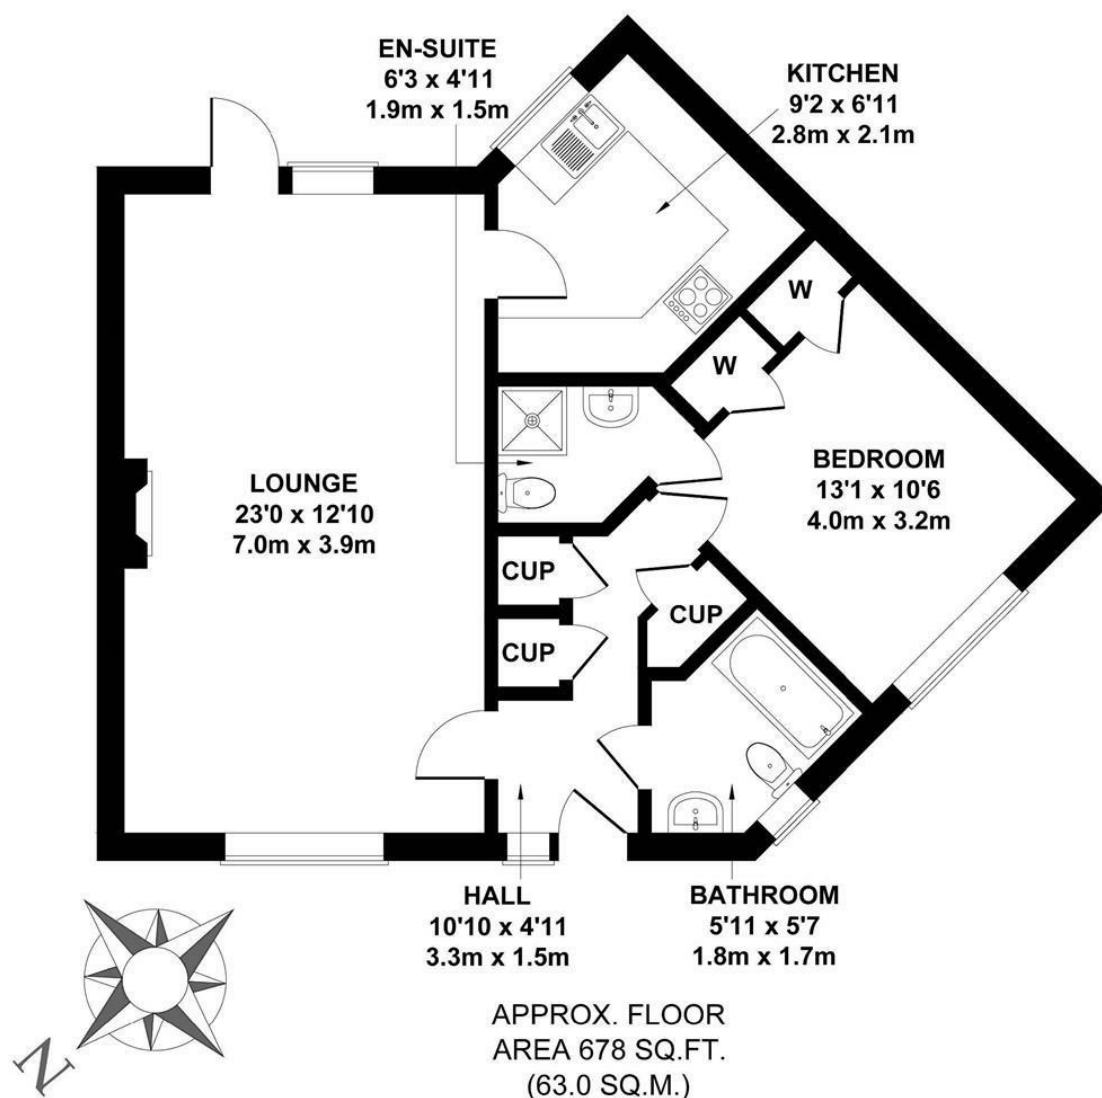 EN-SUITE
6'3 x 4'11
1.9m x 1.5m
KITCHEN
9'2 x 6'11
2.8m x 2.1m
W
W
LOUNGE
23'0 x 12'10
7.0m x 3.9m
BEDROOM
13'1 x 10'6
4.0m x 3.2m
CUP
CUP
CUP
HALL
10'10 x 4'11
3.3m x 1.5m
BATHROOM
5'11 x 5'7
1.8m x 1.7m
N
APPROX. FLOOR
AREA 678 SQ.FT.
(63.0 SQ.M.)